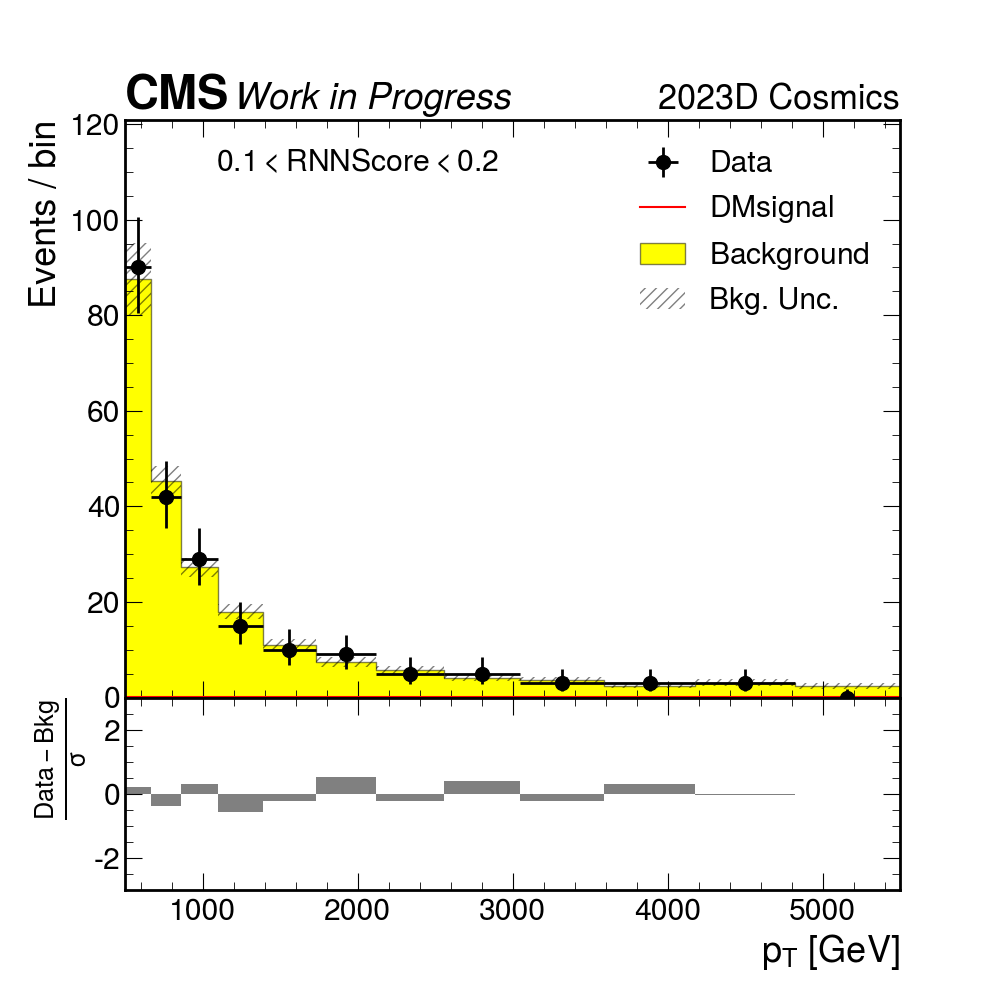 CMS Work in Progress 2023D Cosmics
0.1 < RNNScore < 0.2
Data
DMsignal
Background
Bkg. Unc.
Events / bin
120
100
80
60
40
20
0
Data − Bkg
σ
2
0
-2
1000 2000 3000 4000 5000
pT [GeV]